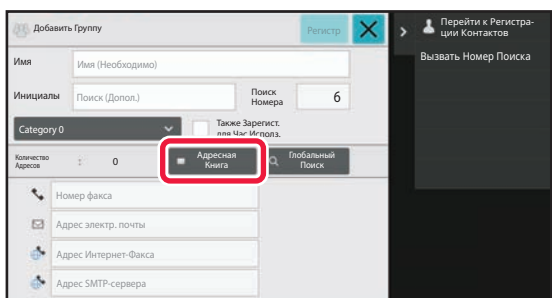 Добавить Группу
Регистр
Имя
Имя (Необходимо)
Инициалы
Поиск (Допол.)
Поиск
Номера
6
Category 0
Также Зарегист.
для Час Исполз.
Количество
Адресов
:
0
Адресная
Книга
Глобальный
Поиск
Номер факса
Адрес электр. почты
Адрес Интернет-Факса
Адрес SMTP-сервера
Перейти к Регистра-
ции Контактов
Вызвать Номер Поиска